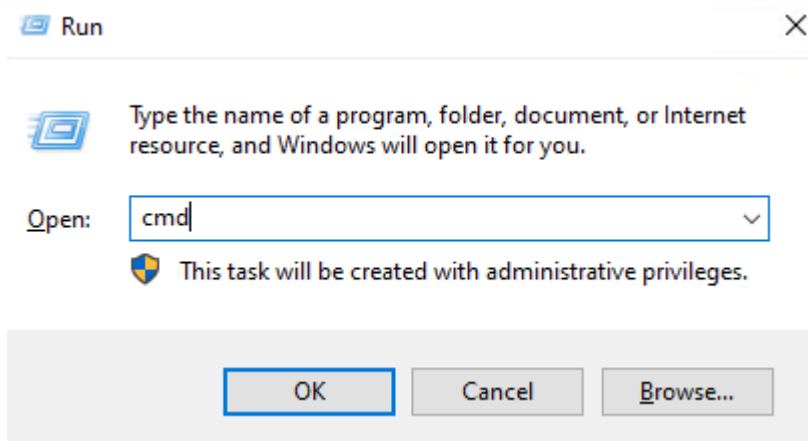 Run
Type the name of a program, folder, document, or Internet
resource, and Windows will open it for you.
Open: cmd
This task will be created with administrative privileges.
OK Cancel Browse...